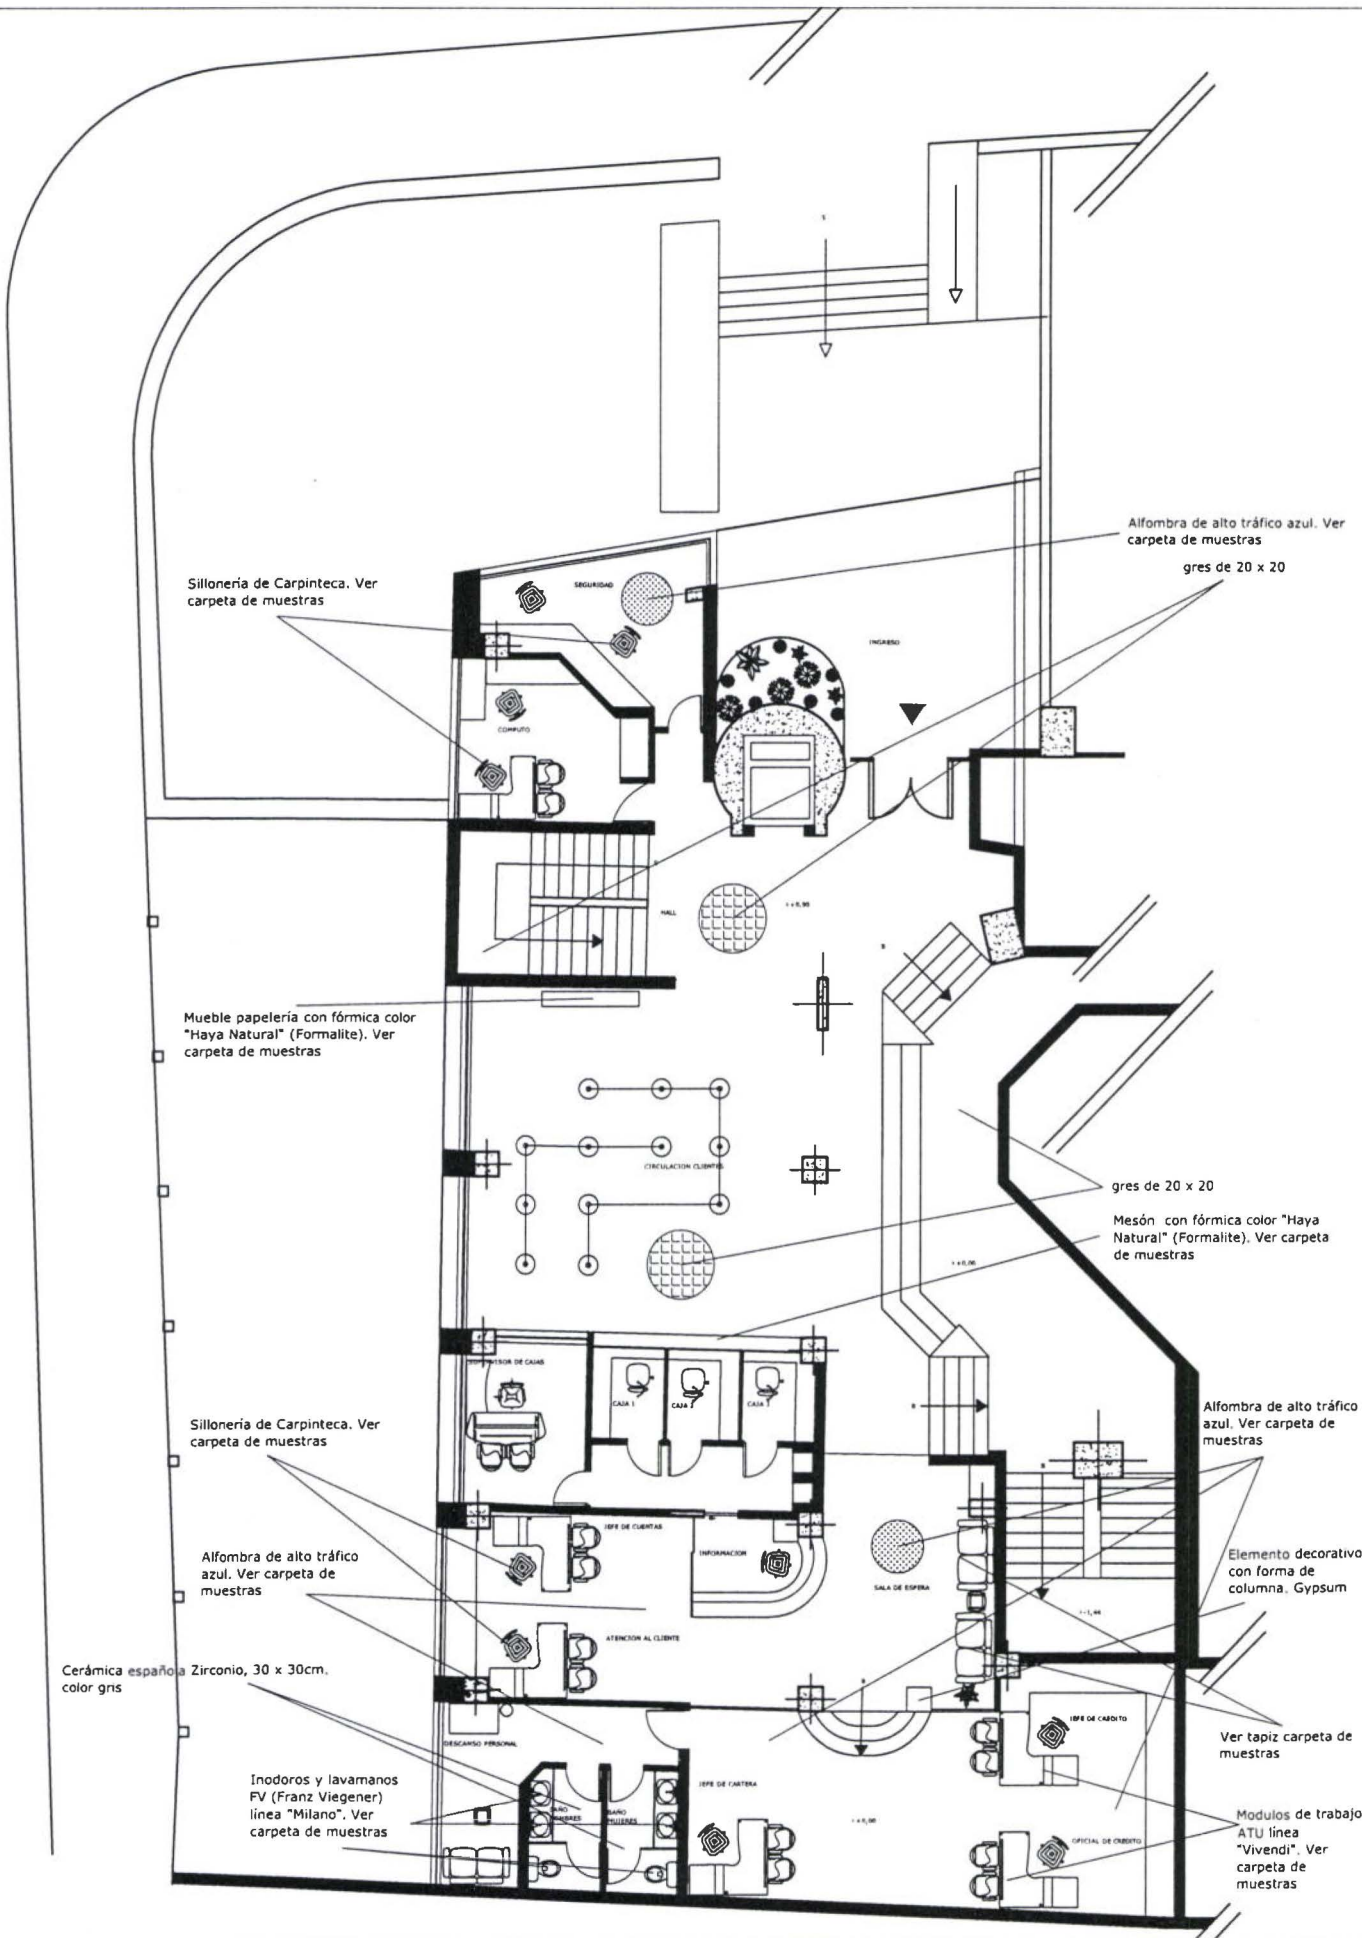 S
Alfombra de alto tráfico azul. Ver
carpeta de muestras
gres de 20 x 20
Sillonería de Carpinteca. Ver
carpeta de muestras
SEGURIDAD
INGRESO
COMPUTO
HALL
Mueble papelería con fórmica color
"Haya Natural" (Formalite). Ver
carpeta de muestras
CIRCULACION CLIENTES
gres de 20 x 20
Mesón con fórmica color "Haya
Natural" (Formalite). Ver carpeta
de muestras
DE CAJAS
CAJA 1
CAJA 2
CAJA 3
Sillonería de Carpinteca. Ver
carpeta de muestras
Alfombra de alto tráfico
azul. Ver carpeta de
muestras
JEFE DE CUENTAS
INFORMACION
SALA DE ESPERA
Alfombra de alto tráfico
azul. Ver carpeta de
muestras
Elemento decorativo
con forma de
columna. Gypsum
ATENCION AL CLIENTE
Cerámica española Zirconio, 30 x 30cm.
color gris
DESCANSO PERSONAL
JEFE DE CREDITO
Ver tapiz carpeta de
muestras
Inodoros y lavamanos
FV (Franz Viegener)
línea "Milano". Ver
carpeta de muestras
BAÑO
HOMBRES
BAÑO
MUJERES
JEFE DE CARTERA
OFICIAL DE CREDITO
Modulos de trabajo
ATU línea
"Vivendi". Ver
carpeta de
muestras